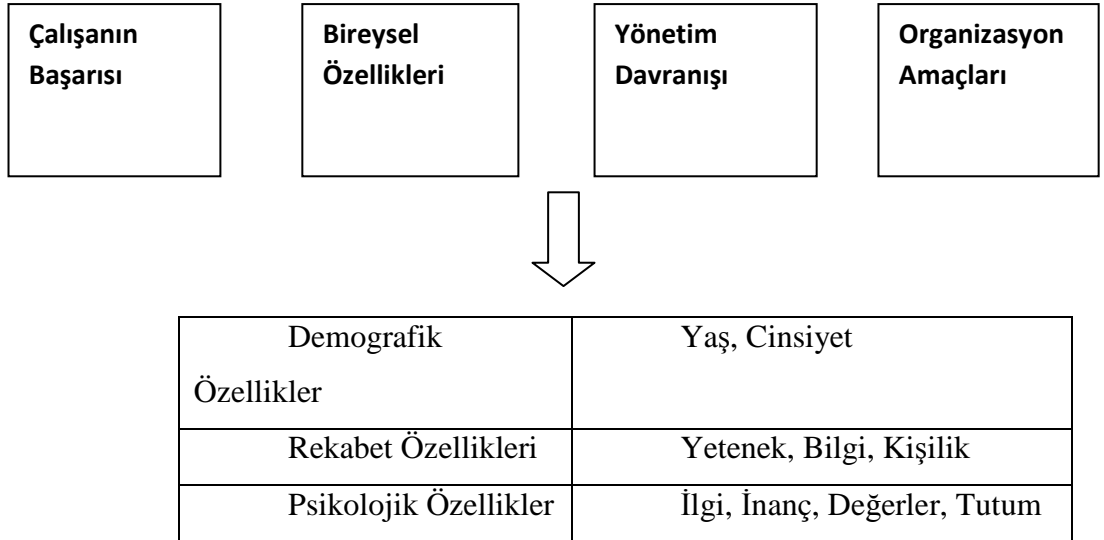 Çalışanın
Başarısı
Bireysel
Özellikleri
Yönetim
Davranışı
Organizasyon
Amaçları
Demografik
Özellikler
Yaş, Cinsiyet
Rekabet Özellikleri
Yetenek, Bilgi, Kişilik
Psikolojik Özellikler
İlgi, İnanç, Değerler, Tutum